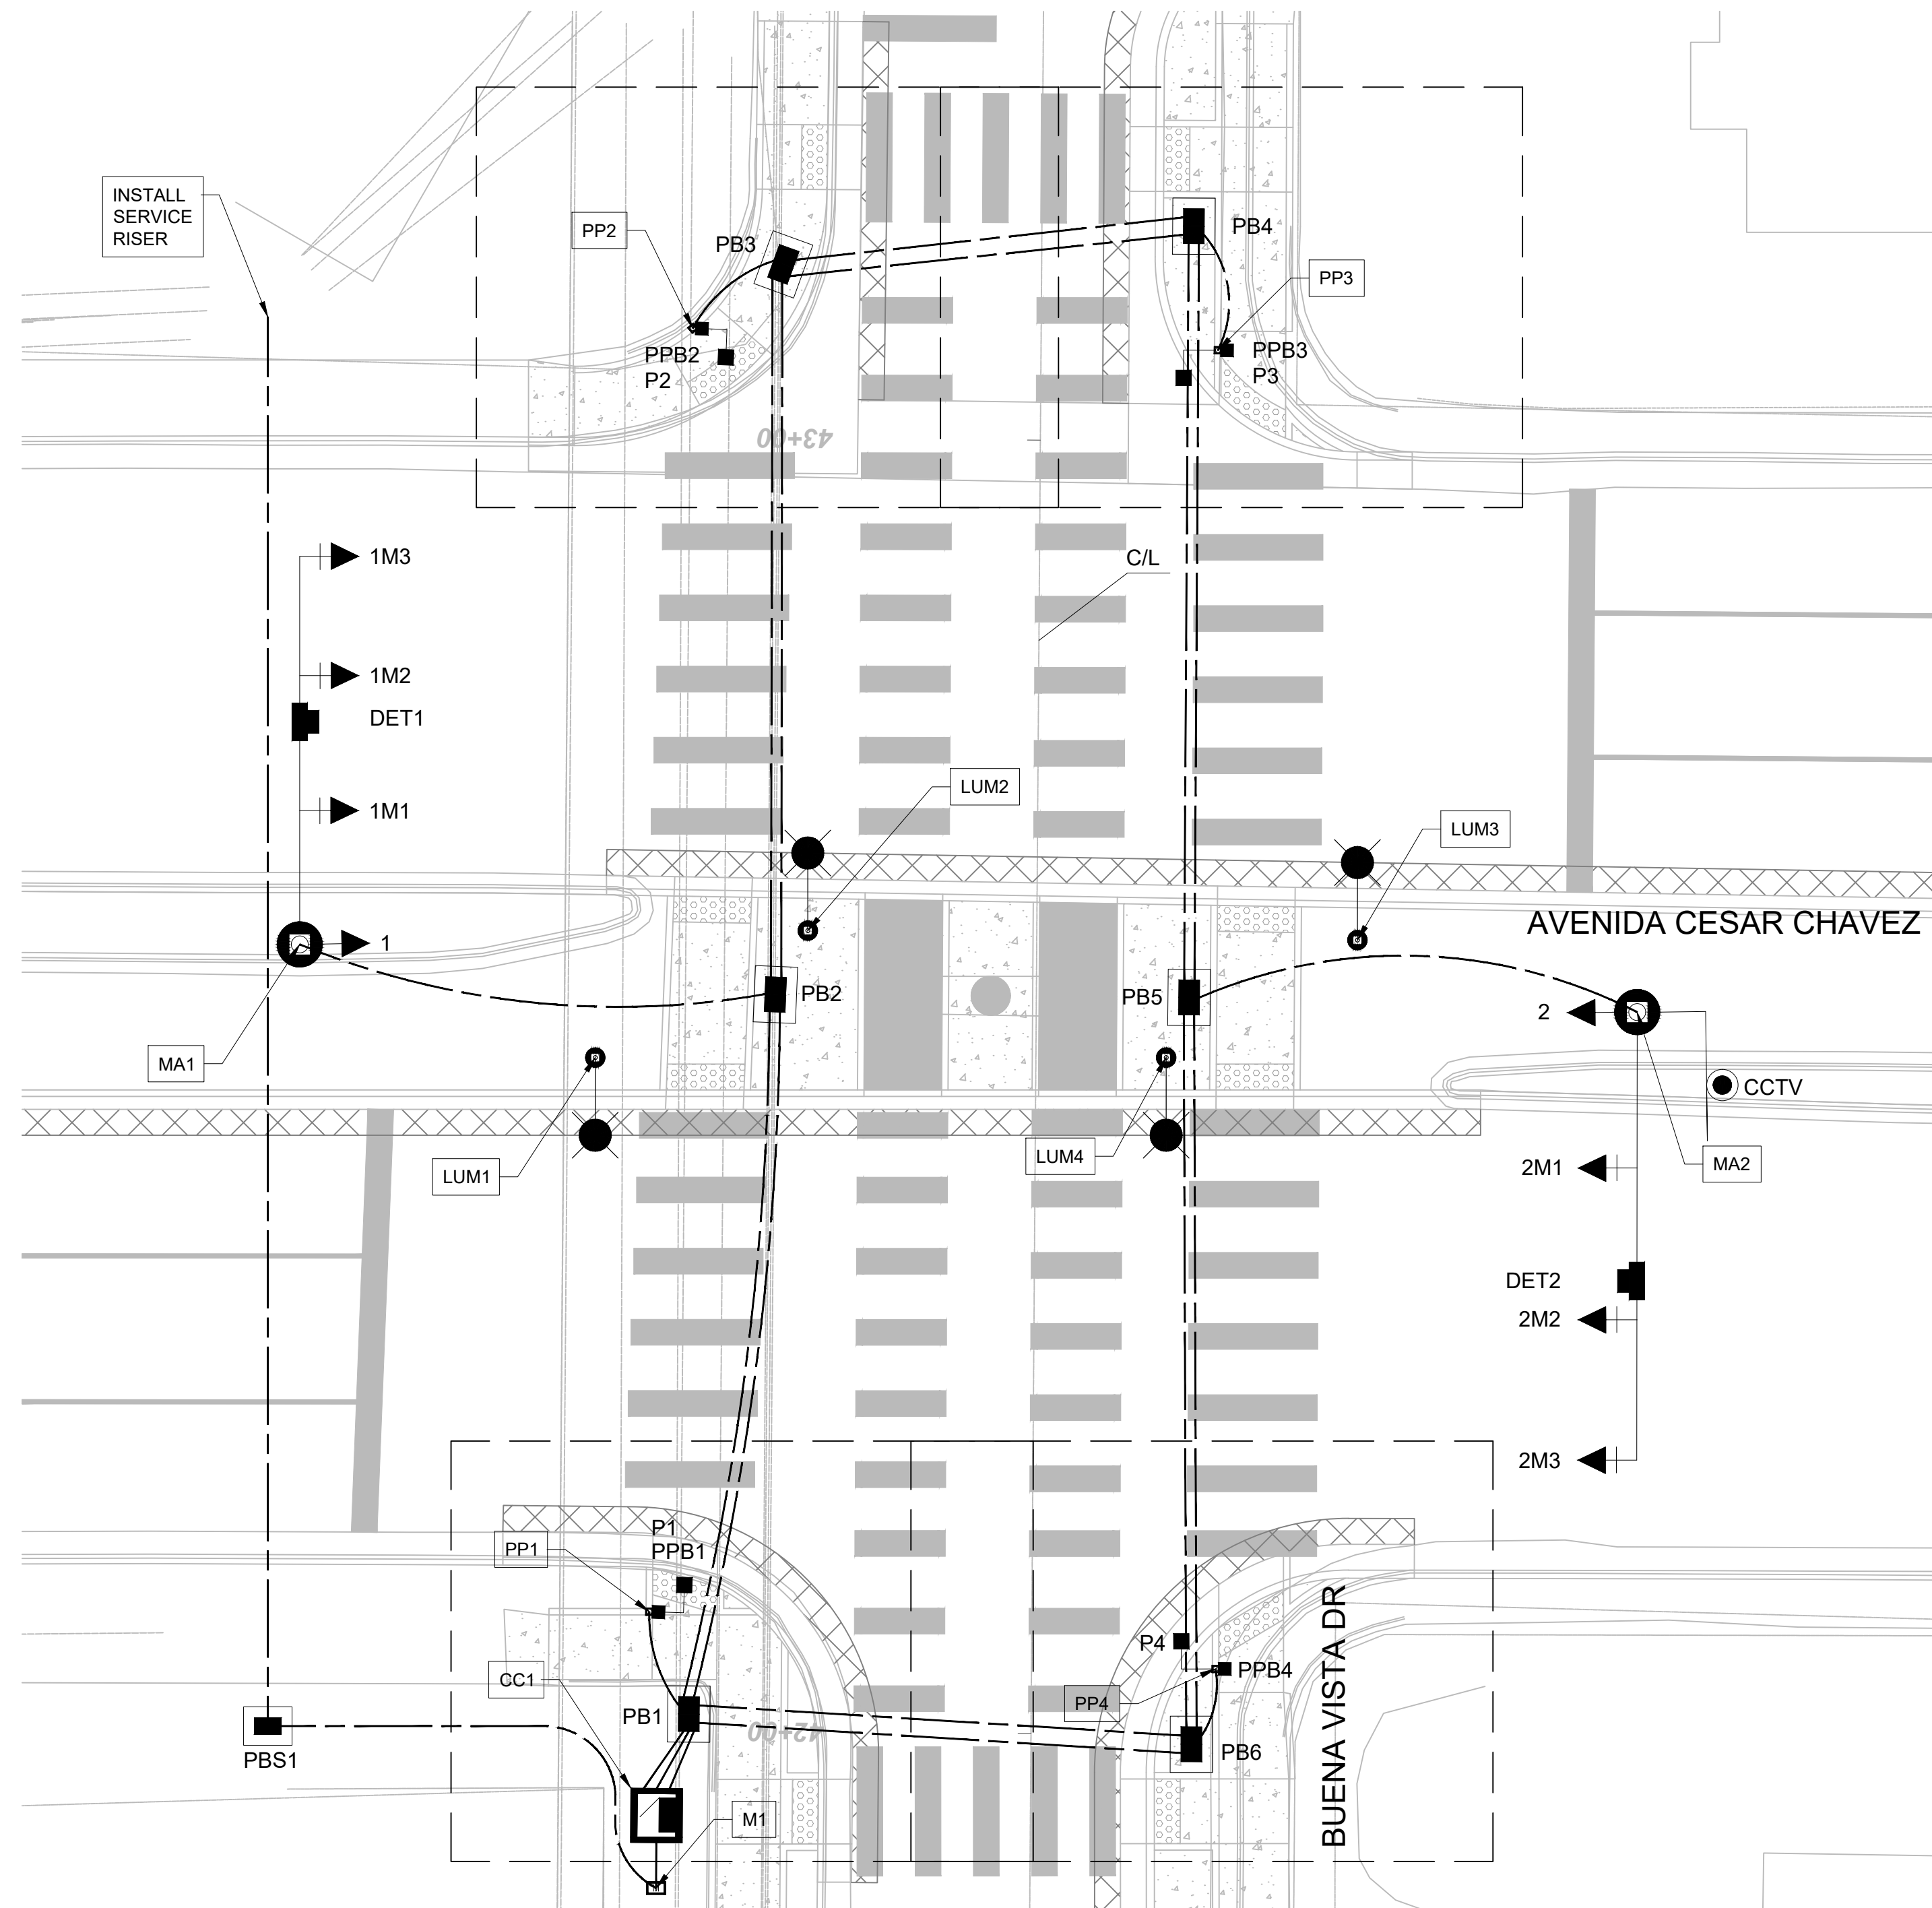 INSTALL
SERVICE
RISER
PP2
PB3
PB4
PP3
PPB2
P2
PPB3
P3
43+00
1M3
C/L
1M2
DET1
LUM2
1M1
LUM3
AVENIDA CESAR CHAVEZ
1
PB2
PB5
2
MA1
CCTV
LUM1
LUM4
2M1
MA2
DET2
2M2
2M3
P1
PPB1
PP1
BUENA VISTA DR
P4
PPB4
CC1
PP4
PB1
42+00
PB6
PBS1
M1